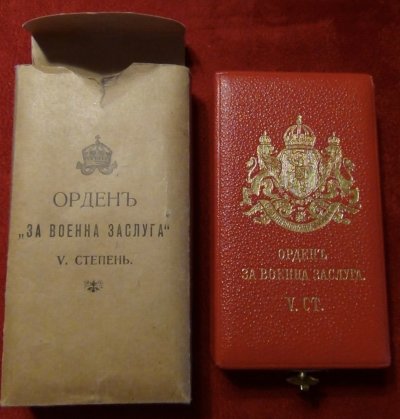 ОРДЕНЪ
„ЗА ВОЕННА ЗАСЛУГА“
V. СТЕПЕНЬ.
ОРДЕНЪ
ЗА ВОЕННА ЗАСЛУГА.
V. СТ.